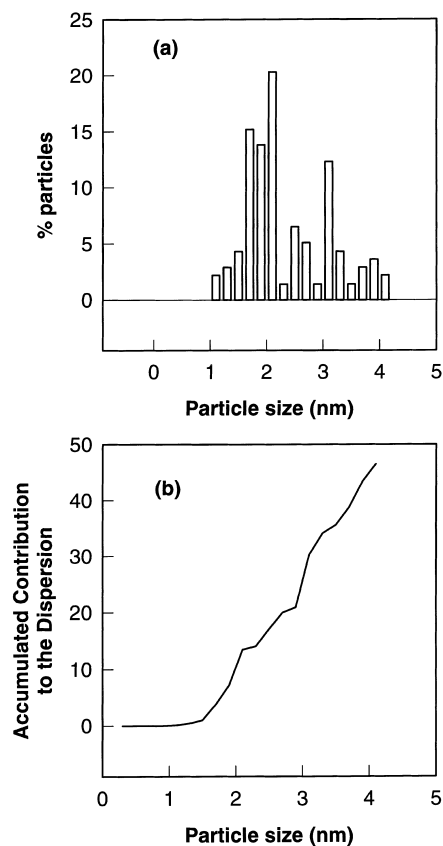 25
(a)
20
15
10
5
0
% particles
0 1 2 3 4 5
Particle size (nm)
50
(b)
40
30
20
10
0
Accumulated Contribution
to the Dispersion
0 1 2 3 4 5
Particle size (nm)